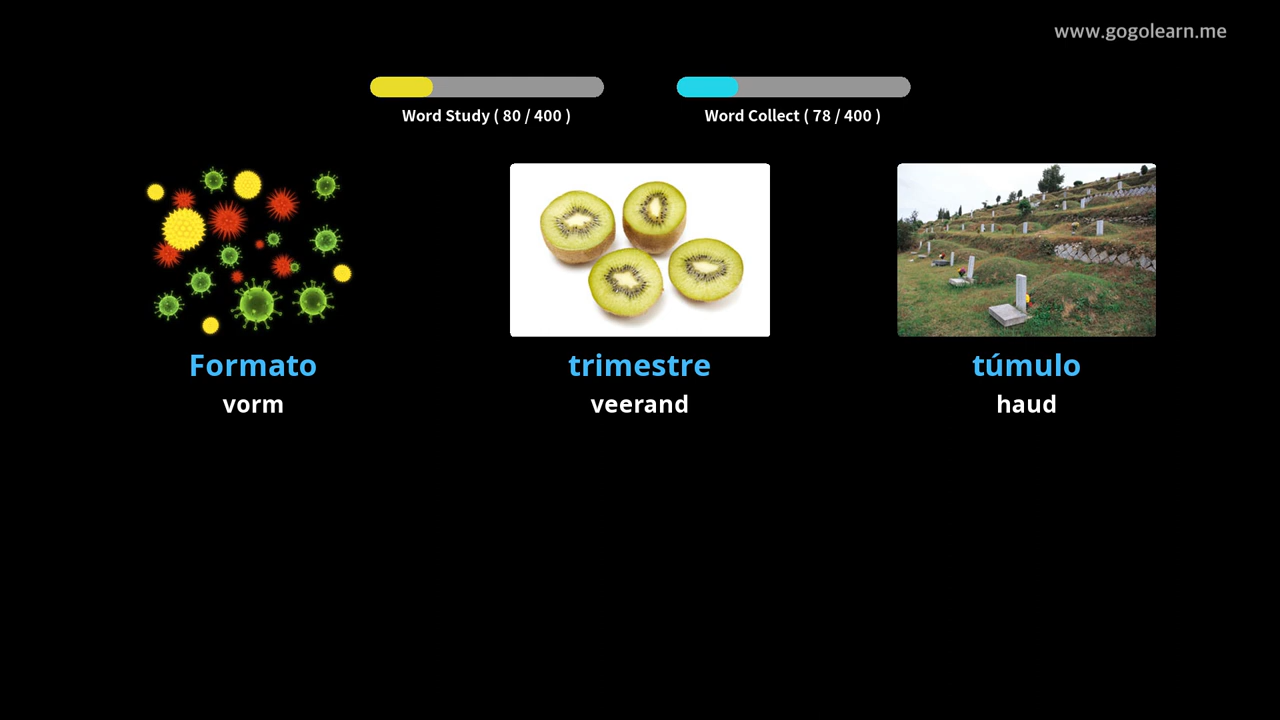 www.gogolearn.me
Word Study ( 80 / 400 )
Word Collect ( 78 / 400 )
Formato
vorm
trimestre
veerand
túmulo
haud